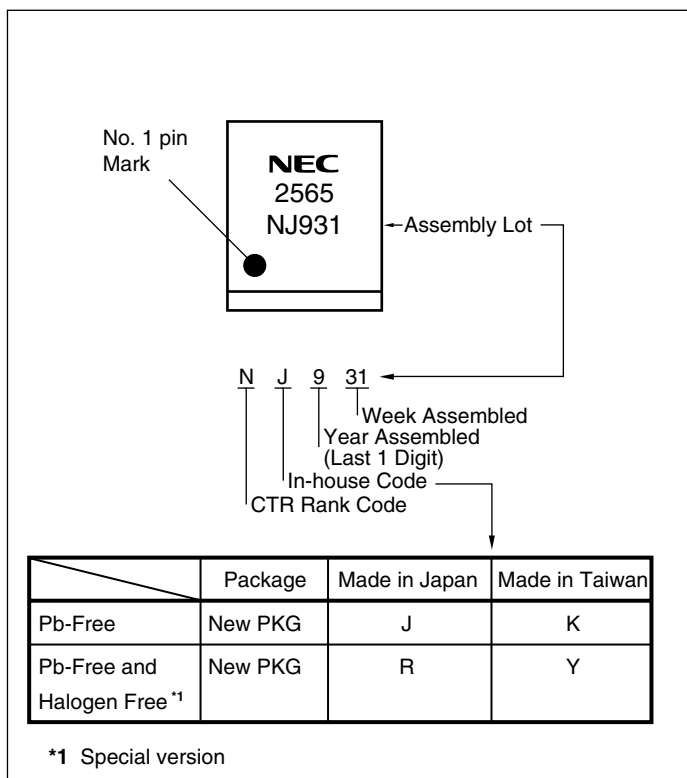 No. 1 pin
Mark
NEC
2565
NJ931
Assembly Lot
N J 9 31
Week Assembled
Year Assembled
(Last 1 Digit)
In-house Code
CTR Rank Code
Package Made in Japan Made in Taiwan
Pb-Free New PKG J K
Pb-Free and New PKG R Y
Halogen Free *1
*1 Special version